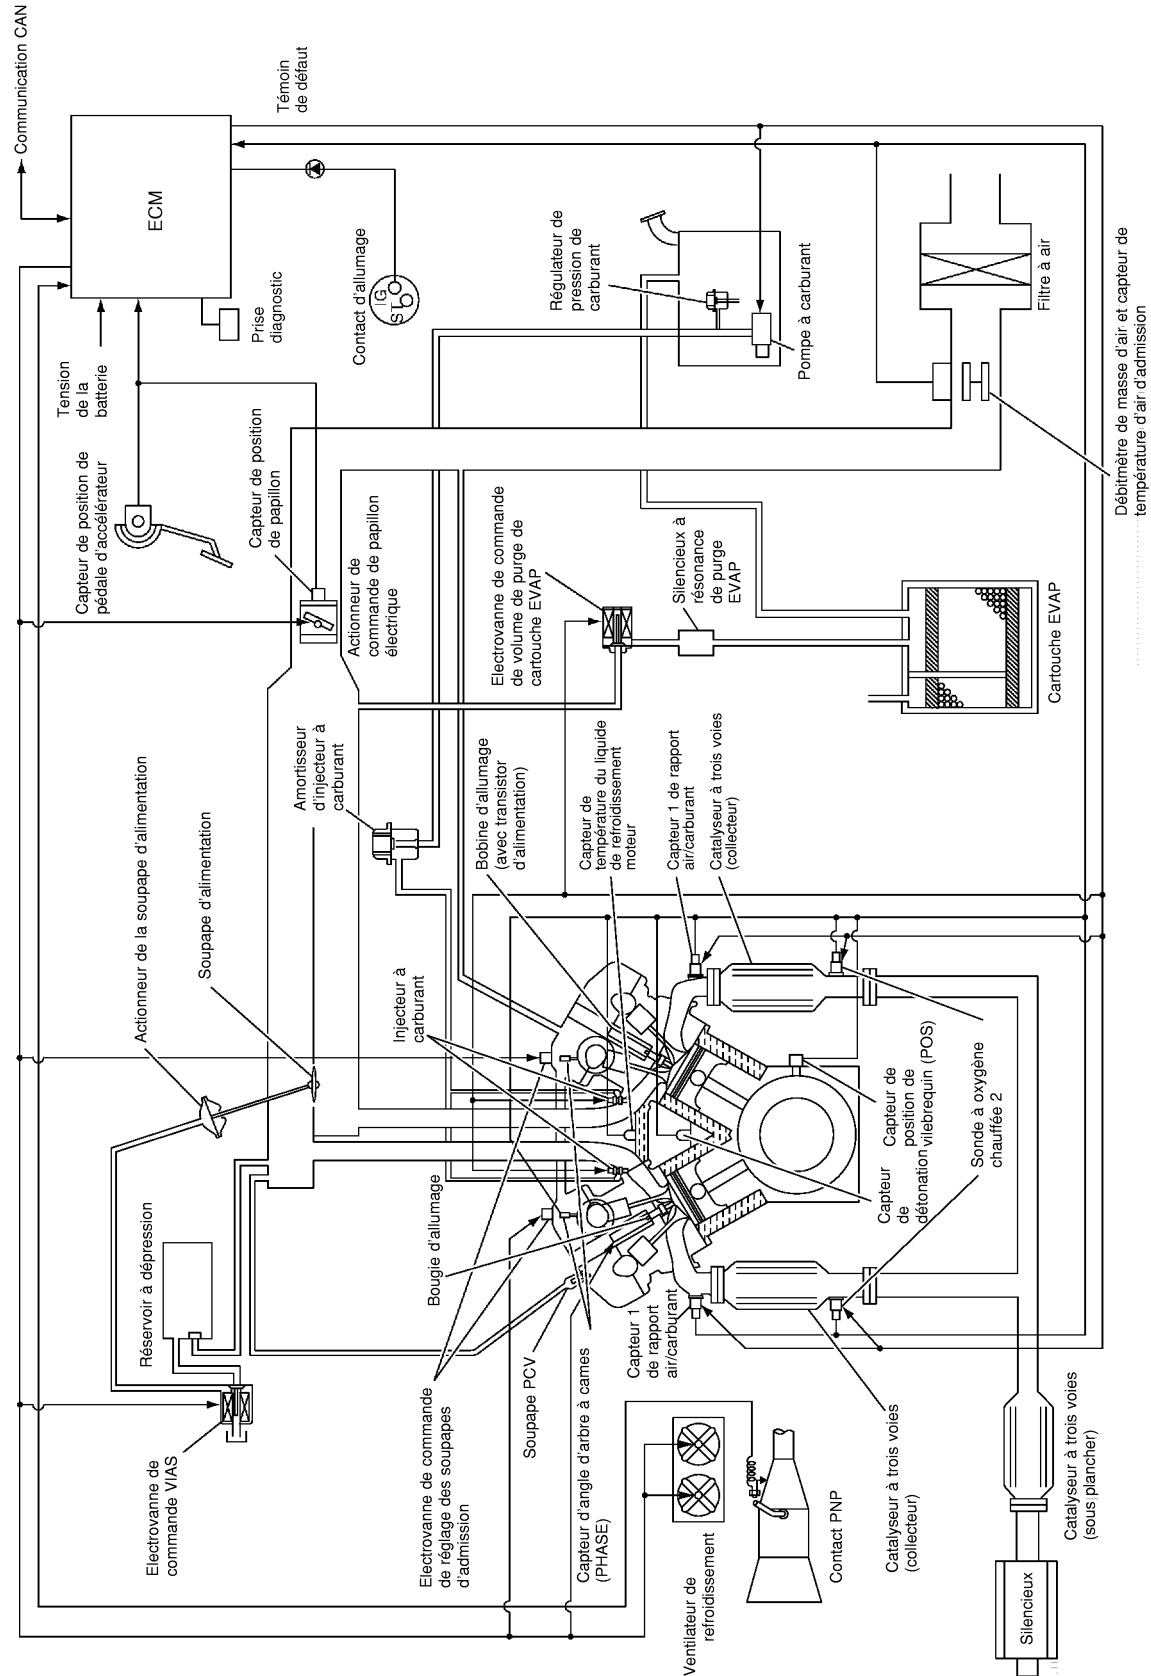 Communication CAN
ECM
Témoin
de défaut
Tension
de la
batterie
Prise
diagnostic
Contact d'allumage
IG
ST
Capteur de position de
pédale d'accélérateur
Capteur de position
de papillon
Actionneur de
commande de papillon
électrique
Régulateur de
pression de
carburant
Pompe à carburant
Filtre à air
Débitmètre de masse d'air et capteur de
température d'air d'admission
Electrovanne de commande
de volume de purge de
cartouche EVAP
Silencieux à
résonance
de purge
EVAP
Cartouche EVAP
Actionneur de la soupape d'alimentation
Soupape d'alimentation
Amortisseur
d'injecteur à
carburant
Injecteur à
carburant
Bobine d'allumage
(avec transistor
d'alimentation)
Capteur de
température du liquide
de refroidissement
moteur
Capteur 1 de rapport
air/carburant
Catalyseur à trois voies
(collecteur)
Réservoir à dépression
Electrovanne de
commande VIAS
Bougie d'allumage
Electrovanne de commande
de réglage des soupapes
d'admission
Soupape PCV
Capteur d'angle d'arbre à cames
(PHASE)
Capteur 1
de rapport
air/carburant
Capteur
de
détonation
Capteur de
position de
vilebrequin (POS)
Sonde à oxygène
chauffée 2
Ventilateur de
refroidissement
Contact PNP
Catalyseur à trois voies
(collecteur)
Catalyseur à trois voies
(sous plancher)
Silencieux